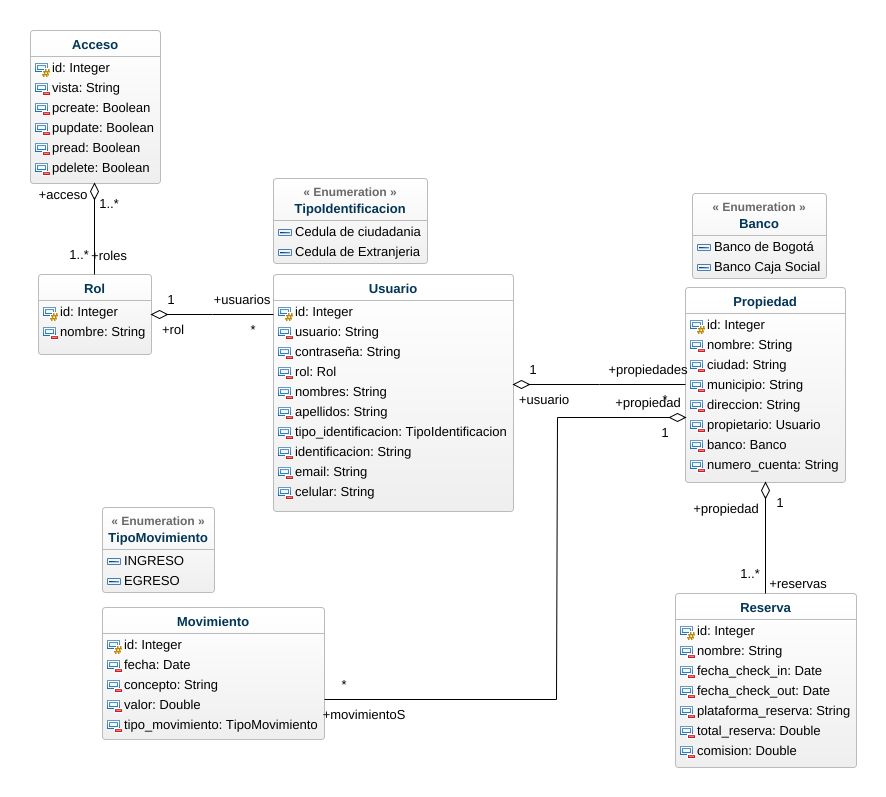 Acceso
id: Integer
vista: String
pcreate: Boolean
pupdate: Boolean
pread: Boolean
pdelete: Boolean
+acceso
1..*
1..*
+roles
Rol
id: Integer
nombre: String
1
+usuarios
+rol
*
« Enumeration »
TipoIdentificacion
Cedula de ciudadania
Cedula de Extranjeria
Usuario
id: Integer
usuario: String
contraseña: String
rol: Rol
nombres: String
apellidos: String
tipo_identificacion: TipoIdentificacion
identificacion: String
email: String
celular: String
1
+propiedades
+usuario
*
+propiedad
1
« Enumeration »
Banco
Banco de Bogotá
Banco Caja Social
Propiedad
id: Integer
nombre: String
ciudad: String
municipio: String
direccion: String
propietario: Usuario
banco: Banco
numero_cuenta: String
+propiedad
1
1..*
+reservas
« Enumeration »
TipoMovimiento
INGRESO
EGRESO
Movimiento
id: Integer
fecha: Date
concepto: String
valor: Double
tipo_movimiento: TipoMovimiento
*
+movimientoS
Reserva
id: Integer
nombre: String
fecha_check_in: Date
fecha_check_out: Date
plataforma_reserva: String
total_reserva: Double
comision: Double